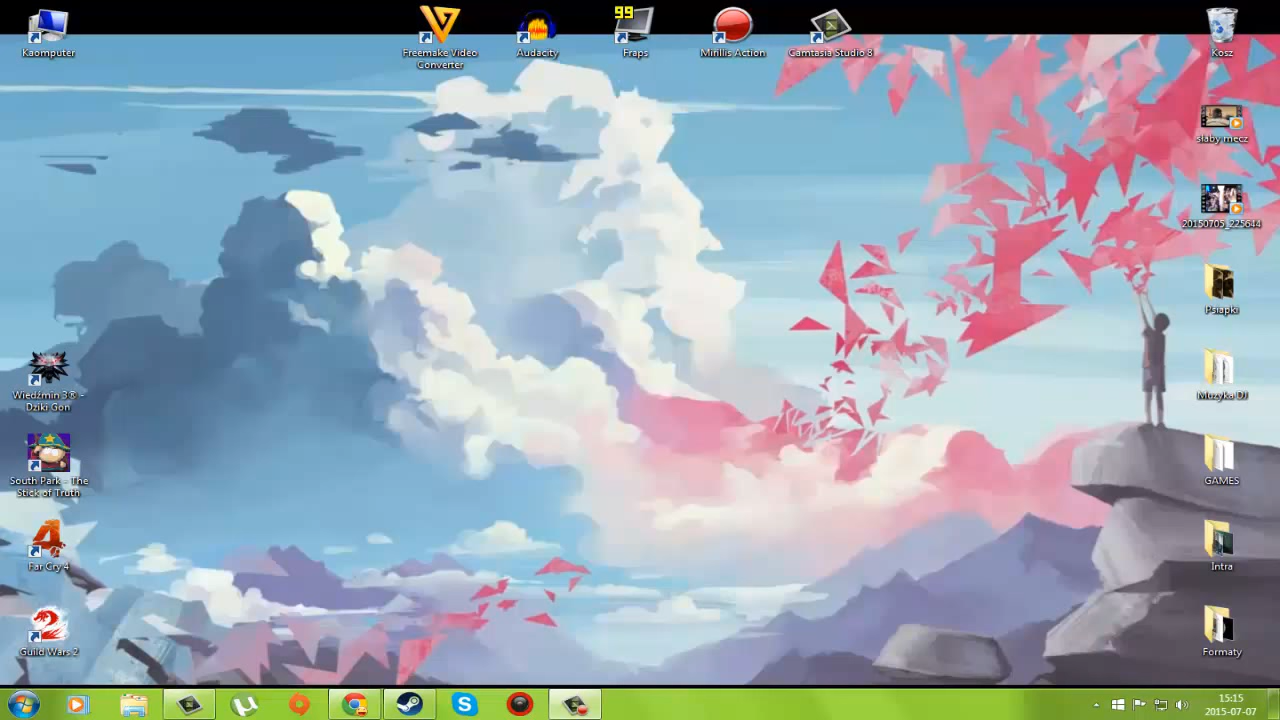 Kaomputer
Freemake Video
Converter
Audacity
99
Fraps
Mirillis Action
Camtasia Studio 8
Kosz
słaby mecz
20150705_225644
Psiapki
Muzyka DJ
GAMES
Intra
Formaty
Wiedźmin 3® -
Dziki Gon
South Park - The
Stick of Truth
4
Far Cry 4
Guild Wars 2
15:15
2015-07-07